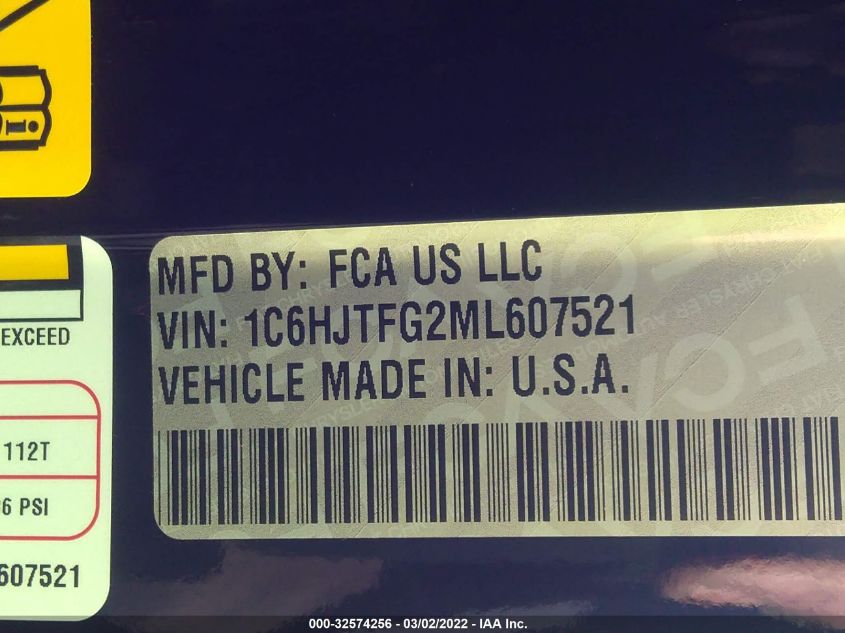 MFD BY: FCA US LLC
VIN: 1C6HJTFG2ML607521
VEHICLE MADE IN: U.S.A.
EXCEED
112T
6 PSI
607521
000-32574256 - 03/02/2022 - IAA Inc.